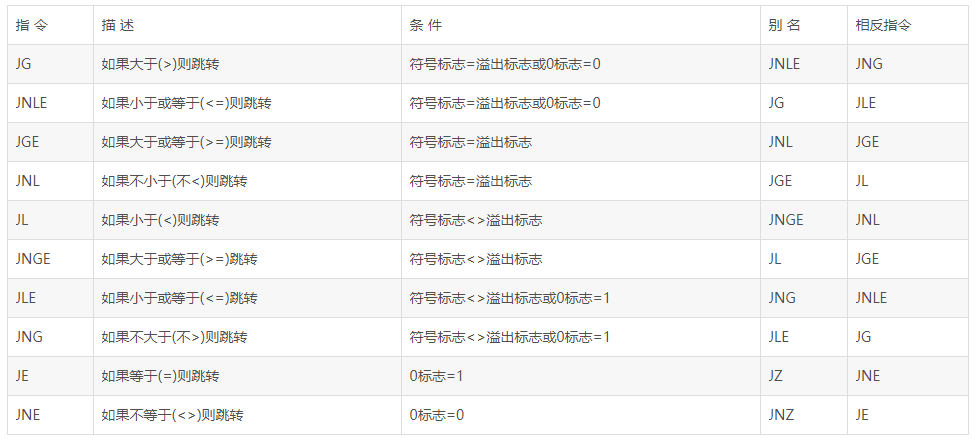 指 令 描 述 条 件 别 名 相反指令
JG 如果大于(>)则跳转 符号标志=溢出标志或0标志=0 JNLE JNG
JNLE 如果小于或等于(<=)则跳转 符号标志=溢出标志或0标志=0 JG JLE
JGE 如果大于或等于(>=)则跳转 符号标志=溢出标志 JNL JGE
JNL 如果不小于(不<)则跳转 符号标志=溢出标志 JGE JL
JL 如果小于(<)则跳转 符号标志<>溢出标志 JNGE JNL
JNGE 如果大于或等于(>=)跳转 符号标志<>溢出标志 JL JGE
JLE 如果小于或等于(<=)跳转 符号标志<>溢出标志或0标志=1 JNG JNLE
JNG 如果不大于(不>)则跳转 符号标志<>溢出标志或0标志=1 JLE JG
JE 如果等于(=)则跳转 0标志=1 JZ JNE
JNE 如果不等于(<>)则跳转 0标志=0 JNZ JE